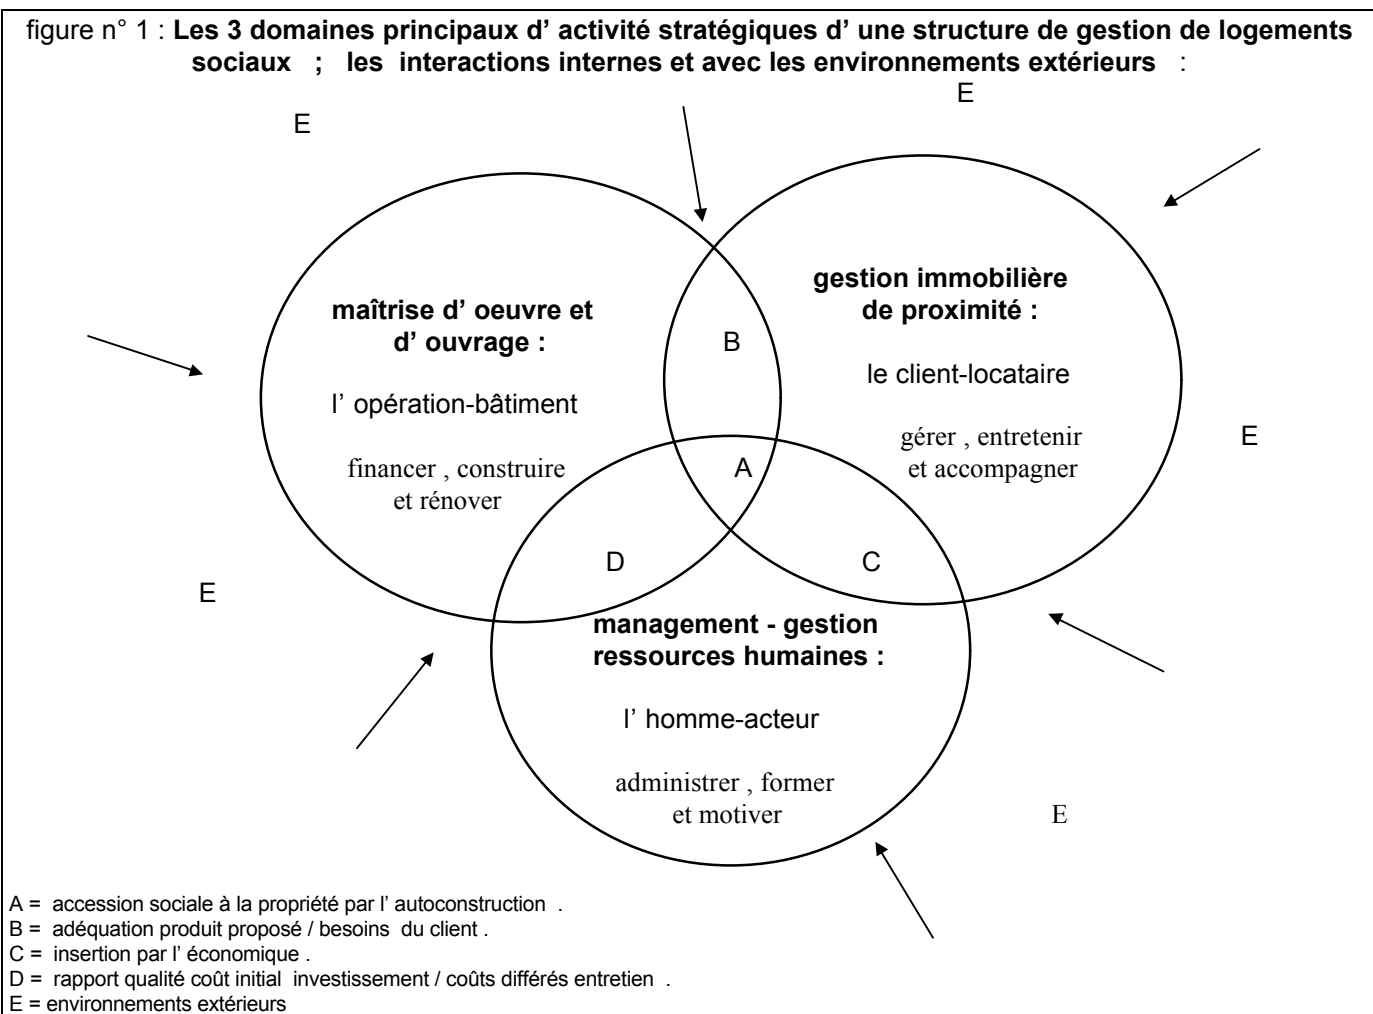 figure n° 1 : Les 3 domaines principaux d’ activité stratégiques d’ une structure de gestion de logements
sociaux ; les interactions internes et avec les environnements extérieurs :
E
E
maîtrise d’ oeuvre et
d’ ouvrage :
l’ opération-bâtiment
financer , construire
et rénover
B
gestion immobilière
de proximité :
le client-locataire
gérer , entretenir
et accompagner
E
A
D
C
E
management - gestion
ressources humaines :
l’ homme-acteur
administrer , former
et motiver
E
A = accession sociale à la propriété par l’ autoconstruction .
B = adéquation produit proposé / besoins du client .
C = insertion par l’ économique .
D = rapport qualité coût initial investissement / coûts différés entretien .
E = environnements extérieurs